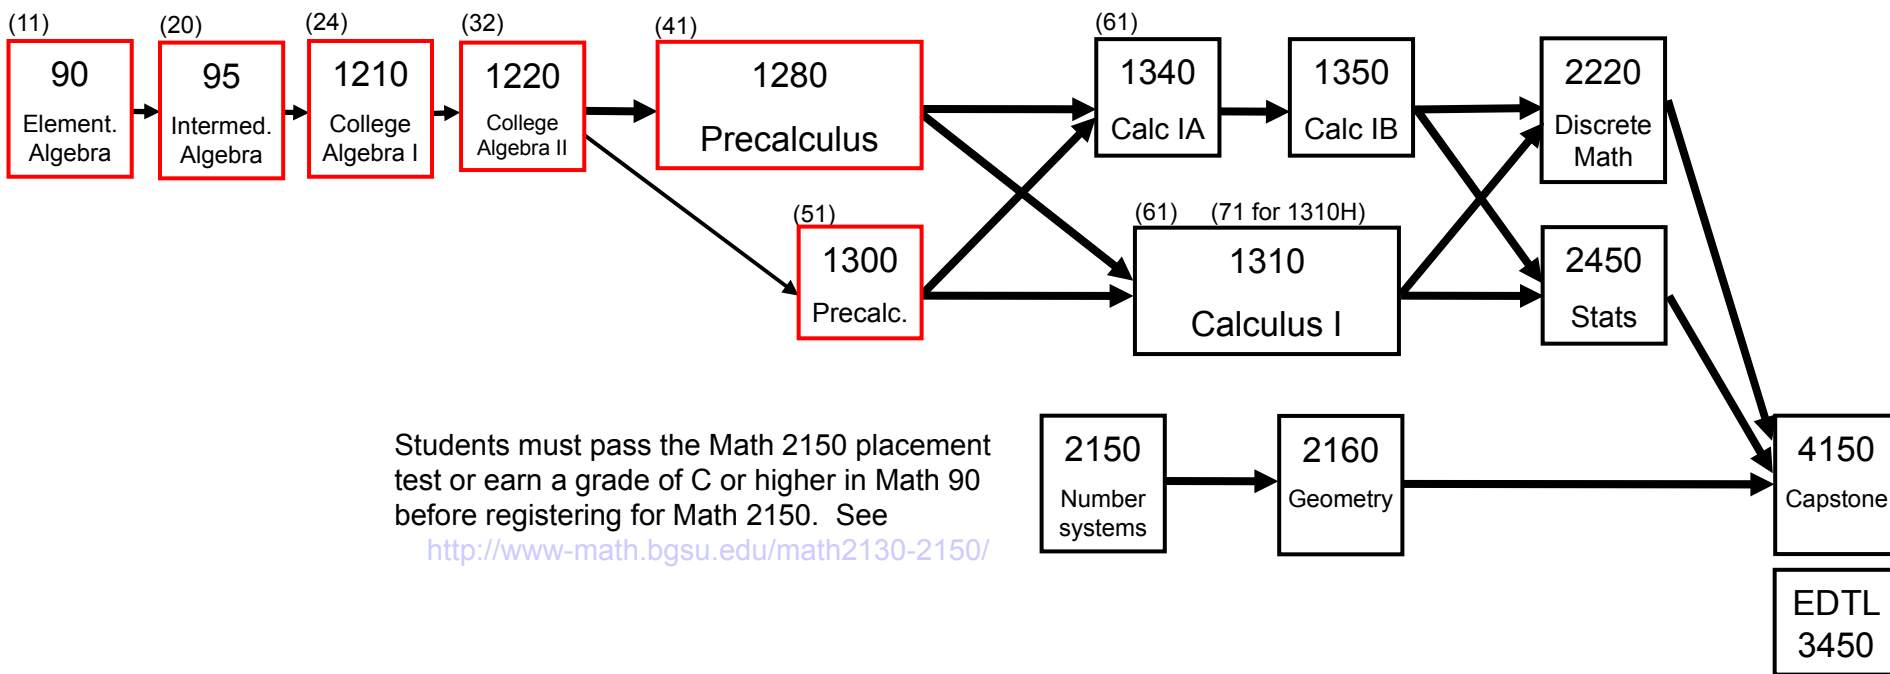 (11)
90
Element.
Algebra
(20)
95
Intermed.
Algebra
(24)
1210
College
Algebra I
(32)
1220
College
Algebra II
(41)
1280
Precalculus
(51)
1300
Precalc.
(61)
1340
Calc IA
1350
Calc IB
(61) (71 for 1310H)
1310
Calculus I
2220
Discrete
Math
2450
Stats
Students must pass the Math 2150 placement
test or earn a grade of C or higher in Math 90
before registering for Math 2150. See
http://www-math.bgsu.edu/math2130-2150/
2150
Number
systems
2160
Geometry
4150
Capstone
EDTL
3450